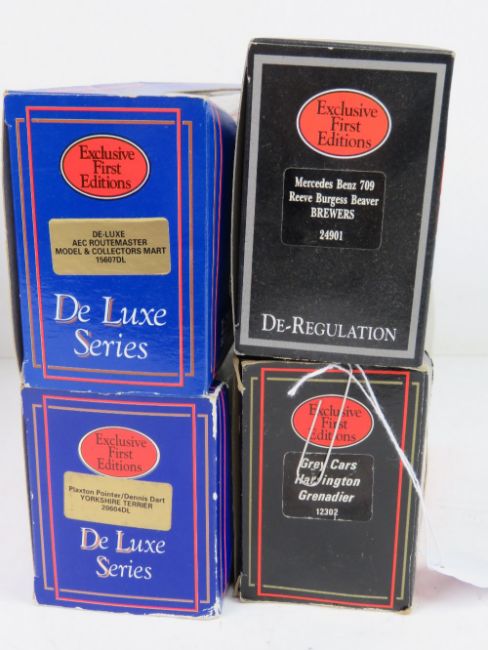 Exclusive
First
Editions
DE-LUXE
AEC ROUTEMASTER
MODEL & COLLECTORS MART
15607DL
De Luxe
Series
Exclusive
First
Editions
Mercedes Benz 709
Reeve Burgess Beaver
BREWERS
24901
DE-REGULATION
Exclusive
First
Editions
Plaxton Pointer/Dennis Dart
YORKSHIRE TERRIER
20604DL
De Luxe
Series
Exclusive
First
Editions
Grey Cars
Harrington
Grenadier
12302